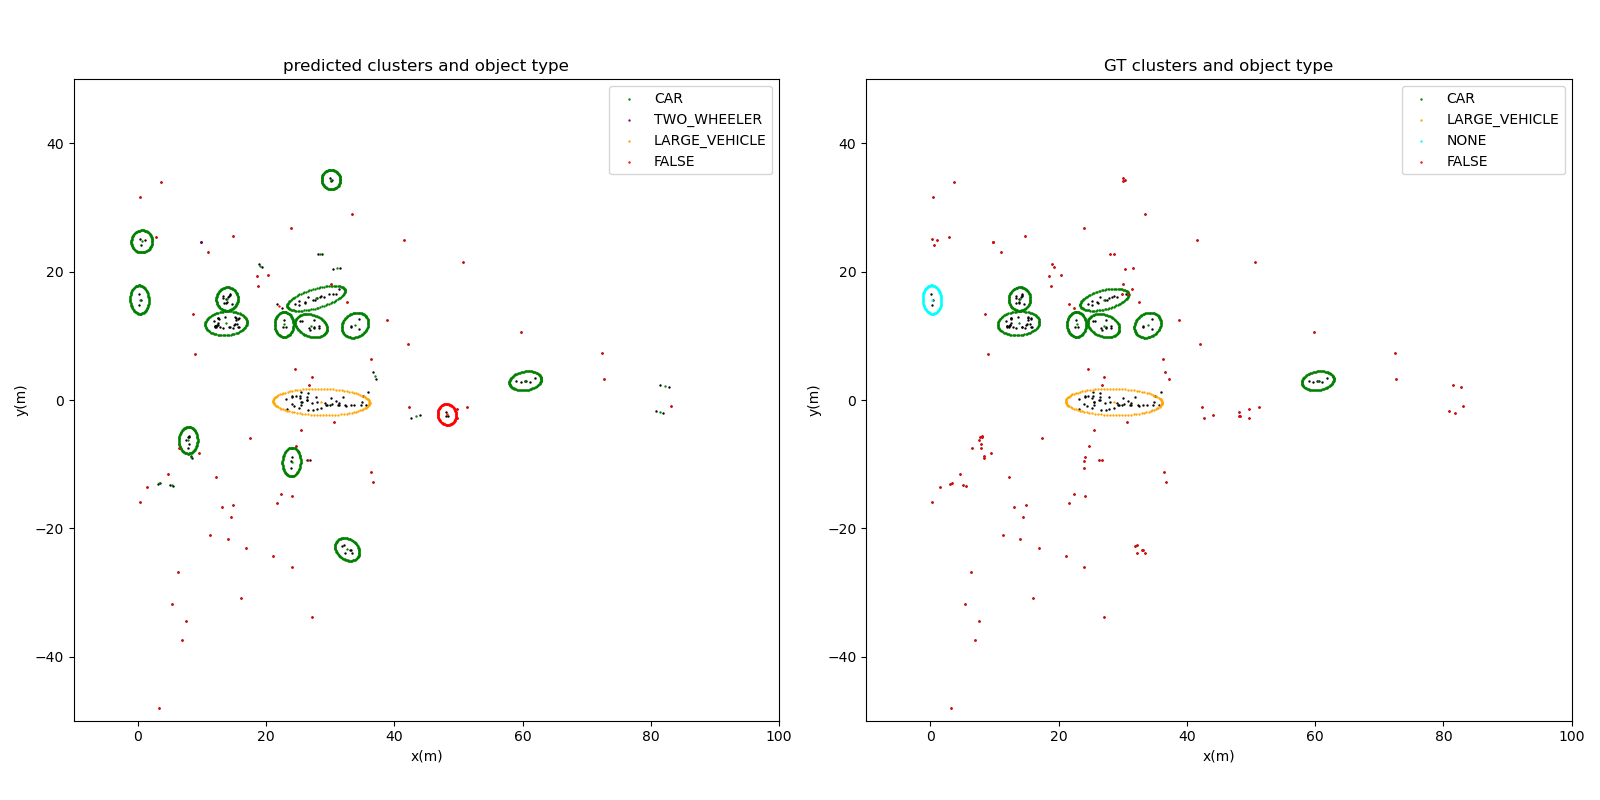 predicted clusters and object type
CAR
TWO_WHEELER
LARGE_VEHICLE
FALSE
40
20
0
−20
−40
y(m)
0
20
40
60
80
100
x(m)
GT clusters and object type
CAR
LARGE_VEHICLE
NONE
FALSE
40
20
0
−20
−40
y(m)
0
20
40
60
80
100
x(m)